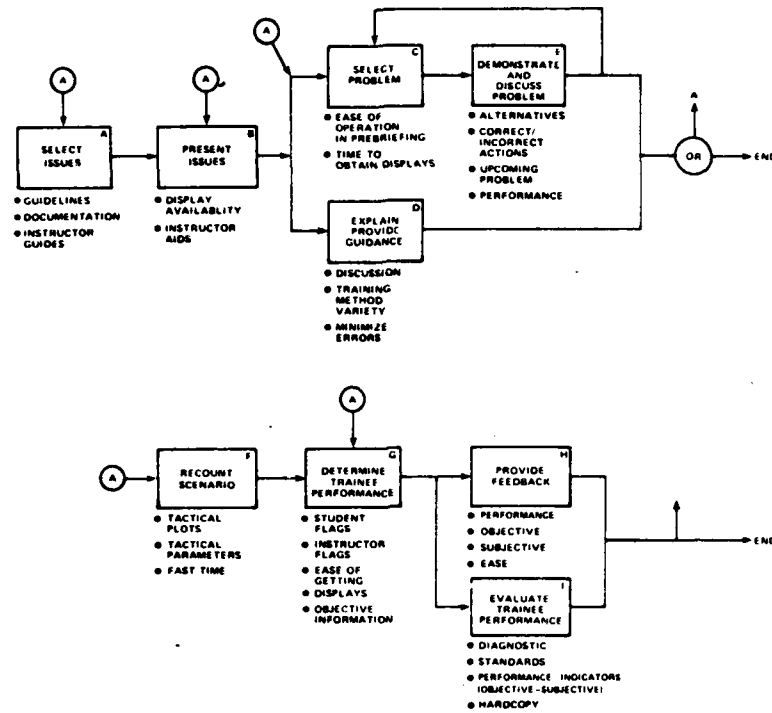 A
A
A
A
SELECT
ISSUES
● GUIDELINES
● DOCUMENTATION
● INSTRUCTOR
GUIDES
B
PRESENT
ISSUES
● DISPLAY
AVAILABLITY
● INSTRUCTOR
AIDS
C
SELECT
PROBLEM
● EASE OF
OPERATION
IN PREBRIEFING
● TIME TO
OBTAIN DISPLAYS
E
DEMONSTRATE
AND
DISCUSS
PROBLEM
● ALTERNATIVES
● CORRECT/
INCORRECT
ACTIONS
● UPCOMING
PROBLEM
● PERFORMANCE
D
EXPLAIN
PROVIDE
GUIDANCE
● DISCUSSION
● TRAINING
METHOD
VARIETY
● MINIMIZE
ERRORS
A
OR
END
A
A
F
RECOUNT
SCENARIO
● TACTICAL
PLOTS
● TACTICAL
PARAMETERS
● FAST TIME
G
DETERMINE
TRAINEE
PERFORMANCE
● STUDENT
FLAGS
● INSTRUCTOR
FLAGS
● EASE OF
GETTING
● DISPLAYS
● OBJECTIVE
INFORMATION
H
PROVIDE
FEEDBACK
● PERFORMANCE
● OBJECTIVE
● SUBJECTIVE
● EASE
I
EVALUATE
TRAINEE
PERFORMANCE
● DIAGNOSTIC
● STANDARDS
● PERFORMANCE INDICATORS
(OBJECTIVE-SUBJECTIVE)
● HARDCOPY
END